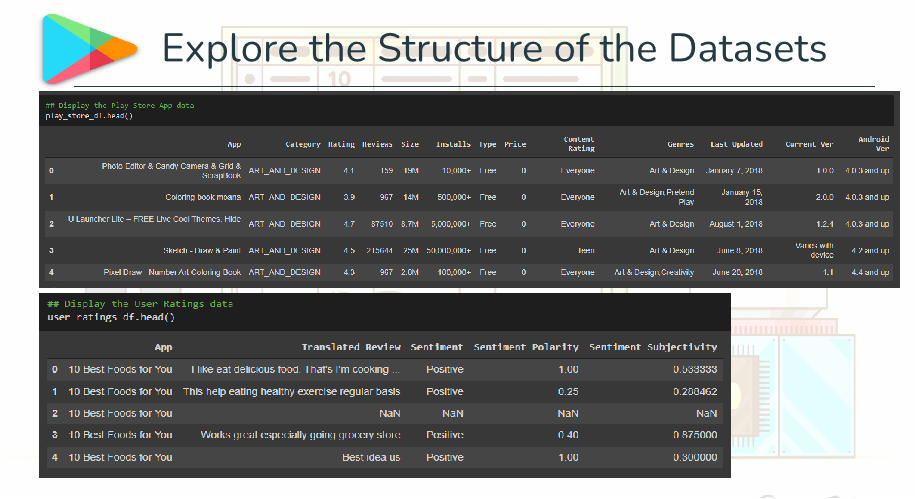 Explore the Structure of the Datasets
10
## Display the Play Store App data
play_store_df.head()
App Category Rating Reviews Size Installs Type Price Content Rating Genres Last Updated Current Ver Android Ver
0 Photo Editor & Candy Camera & Grid & ScrapBook ART_AND_DESIGN 4.1 159 19M 10,000+ Free 0 Everyone Art & Design January 7, 2018 1.0.0 4.0.3 and up
1 Coloring book moana ART_AND_DESIGN 3.9 967 14M 500,000+ Free 0 Everyone Art & Design;Pretend Play January 15, 2018 2.0.0 4.0.3 and up
2 U Launcher Lite – FREE Live Cool Themes, Hide ART_AND_DESIGN 4.7 87510 8.7M 5,000,000+ Free 0 Everyone Art & Design August 1, 2018 1.2.4 4.0.3 and up
3 Sketch - Draw & Paint ART_AND_DESIGN 4.5 215644 25M 50,000,000+ Free 0 Teen Art & Design June 8, 2018 Varies with device 4.2 and up
4 Pixel Draw - Number Art Coloring Book ART_AND_DESIGN 4.3 967 2.8M 100,000+ Free 0 Everyone Art & Design;Creativity June 20, 2018 1.1 4.4 and up
## Display the User Ratings data
user_ratings_df.head()
App Translated_Review Sentiment Sentiment_Polarity Sentiment_Subjectivity
0 10 Best Foods for You I like eat delicious food. That's I'm cooking ... Positive 1.00 0.533333
1 10 Best Foods for You This help eating healthy exercise regular basis Positive 0.25 0.288462
2 10 Best Foods for You NaN NaN NaN NaN
3 10 Best Foods for You Works great especially going grocery store Positive 0.40 0.875000
4 10 Best Foods for You Best idea us Positive 1.00 0.300000